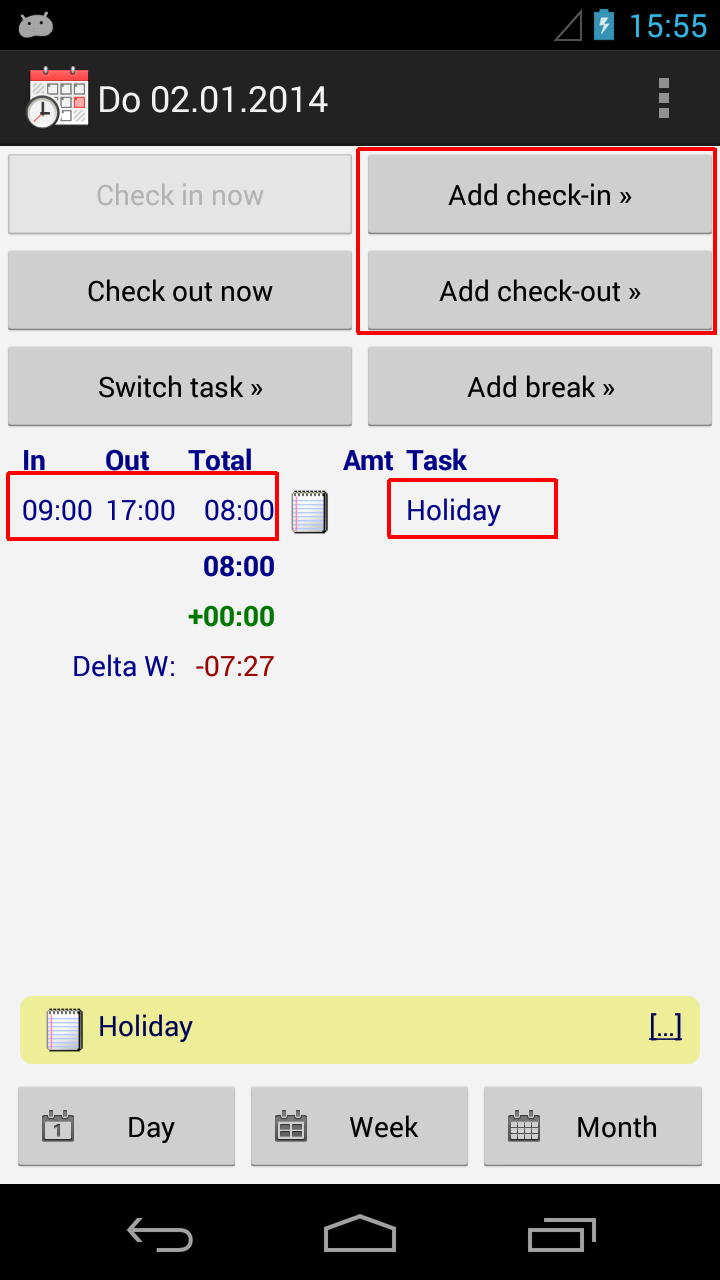 15:55
Do 02.01.2014
Check in now Add check-in »
Check out now Add check-out »
Switch task » Add break »
In Out Total Amt Task
09:00 17:00 08:00 Holiday
08:00
+00:00
Delta W: -07:27
Holiday [...]
1 Day Week Month